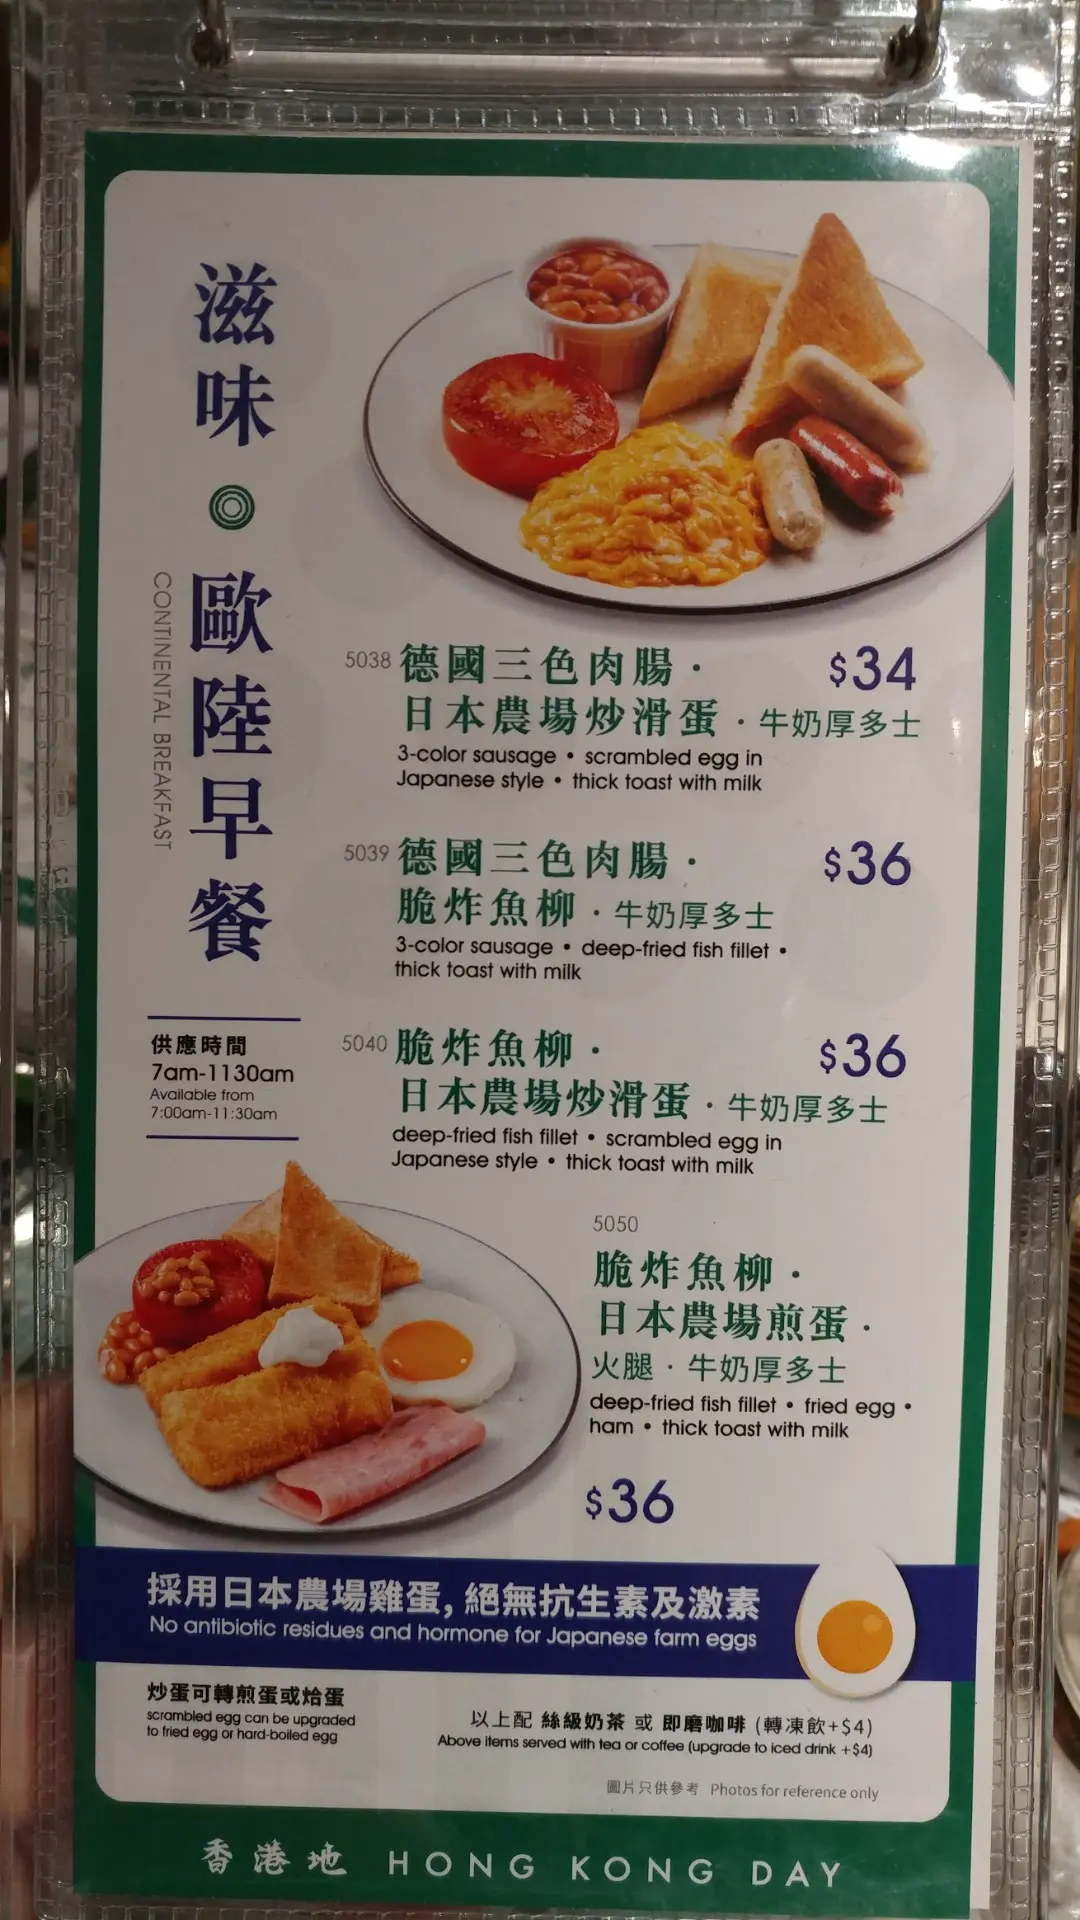 滋味
歐陸早餐
CONTINENTAL BREAKFAST
供應時間
7am-1130am
Available from
7:00am-11:30am
5038 德國三色肉腸・ $34
日本農場炒滑蛋・牛奶厚多士
3-color sausage • scrambled egg in
Japanese style • thick toast with milk
5039 德國三色肉腸・ $36
脆炸魚柳・牛奶厚多士
3-color sausage • deep-fried fish fillet •
thick toast with milk
5040 脆炸魚柳・ $36
日本農場炒滑蛋・牛奶厚多士
deep-fried fish fillet • scrambled egg in
Japanese style • thick toast with milk
5050
脆炸魚柳・
日本農場煎蛋・
火腿・牛奶厚多士
deep-fried fish fillet • fried egg •
ham • thick toast with milk
$36
採用日本農場雞蛋, 絕無抗生素及激素
No antibiotic residues and hormone for Japanese farm eggs
炒蛋可轉煎蛋或烚蛋
scrambled egg can be upgraded
to fried egg or hard-boiled egg
以上配 絲級奶茶 或 即磨咖啡 (轉凍飲+$4)
Above items served with tea or coffee (upgrade to iced drink +$4)
圖片只供參考 Photos for reference only
香港地 HONG KONG DAY